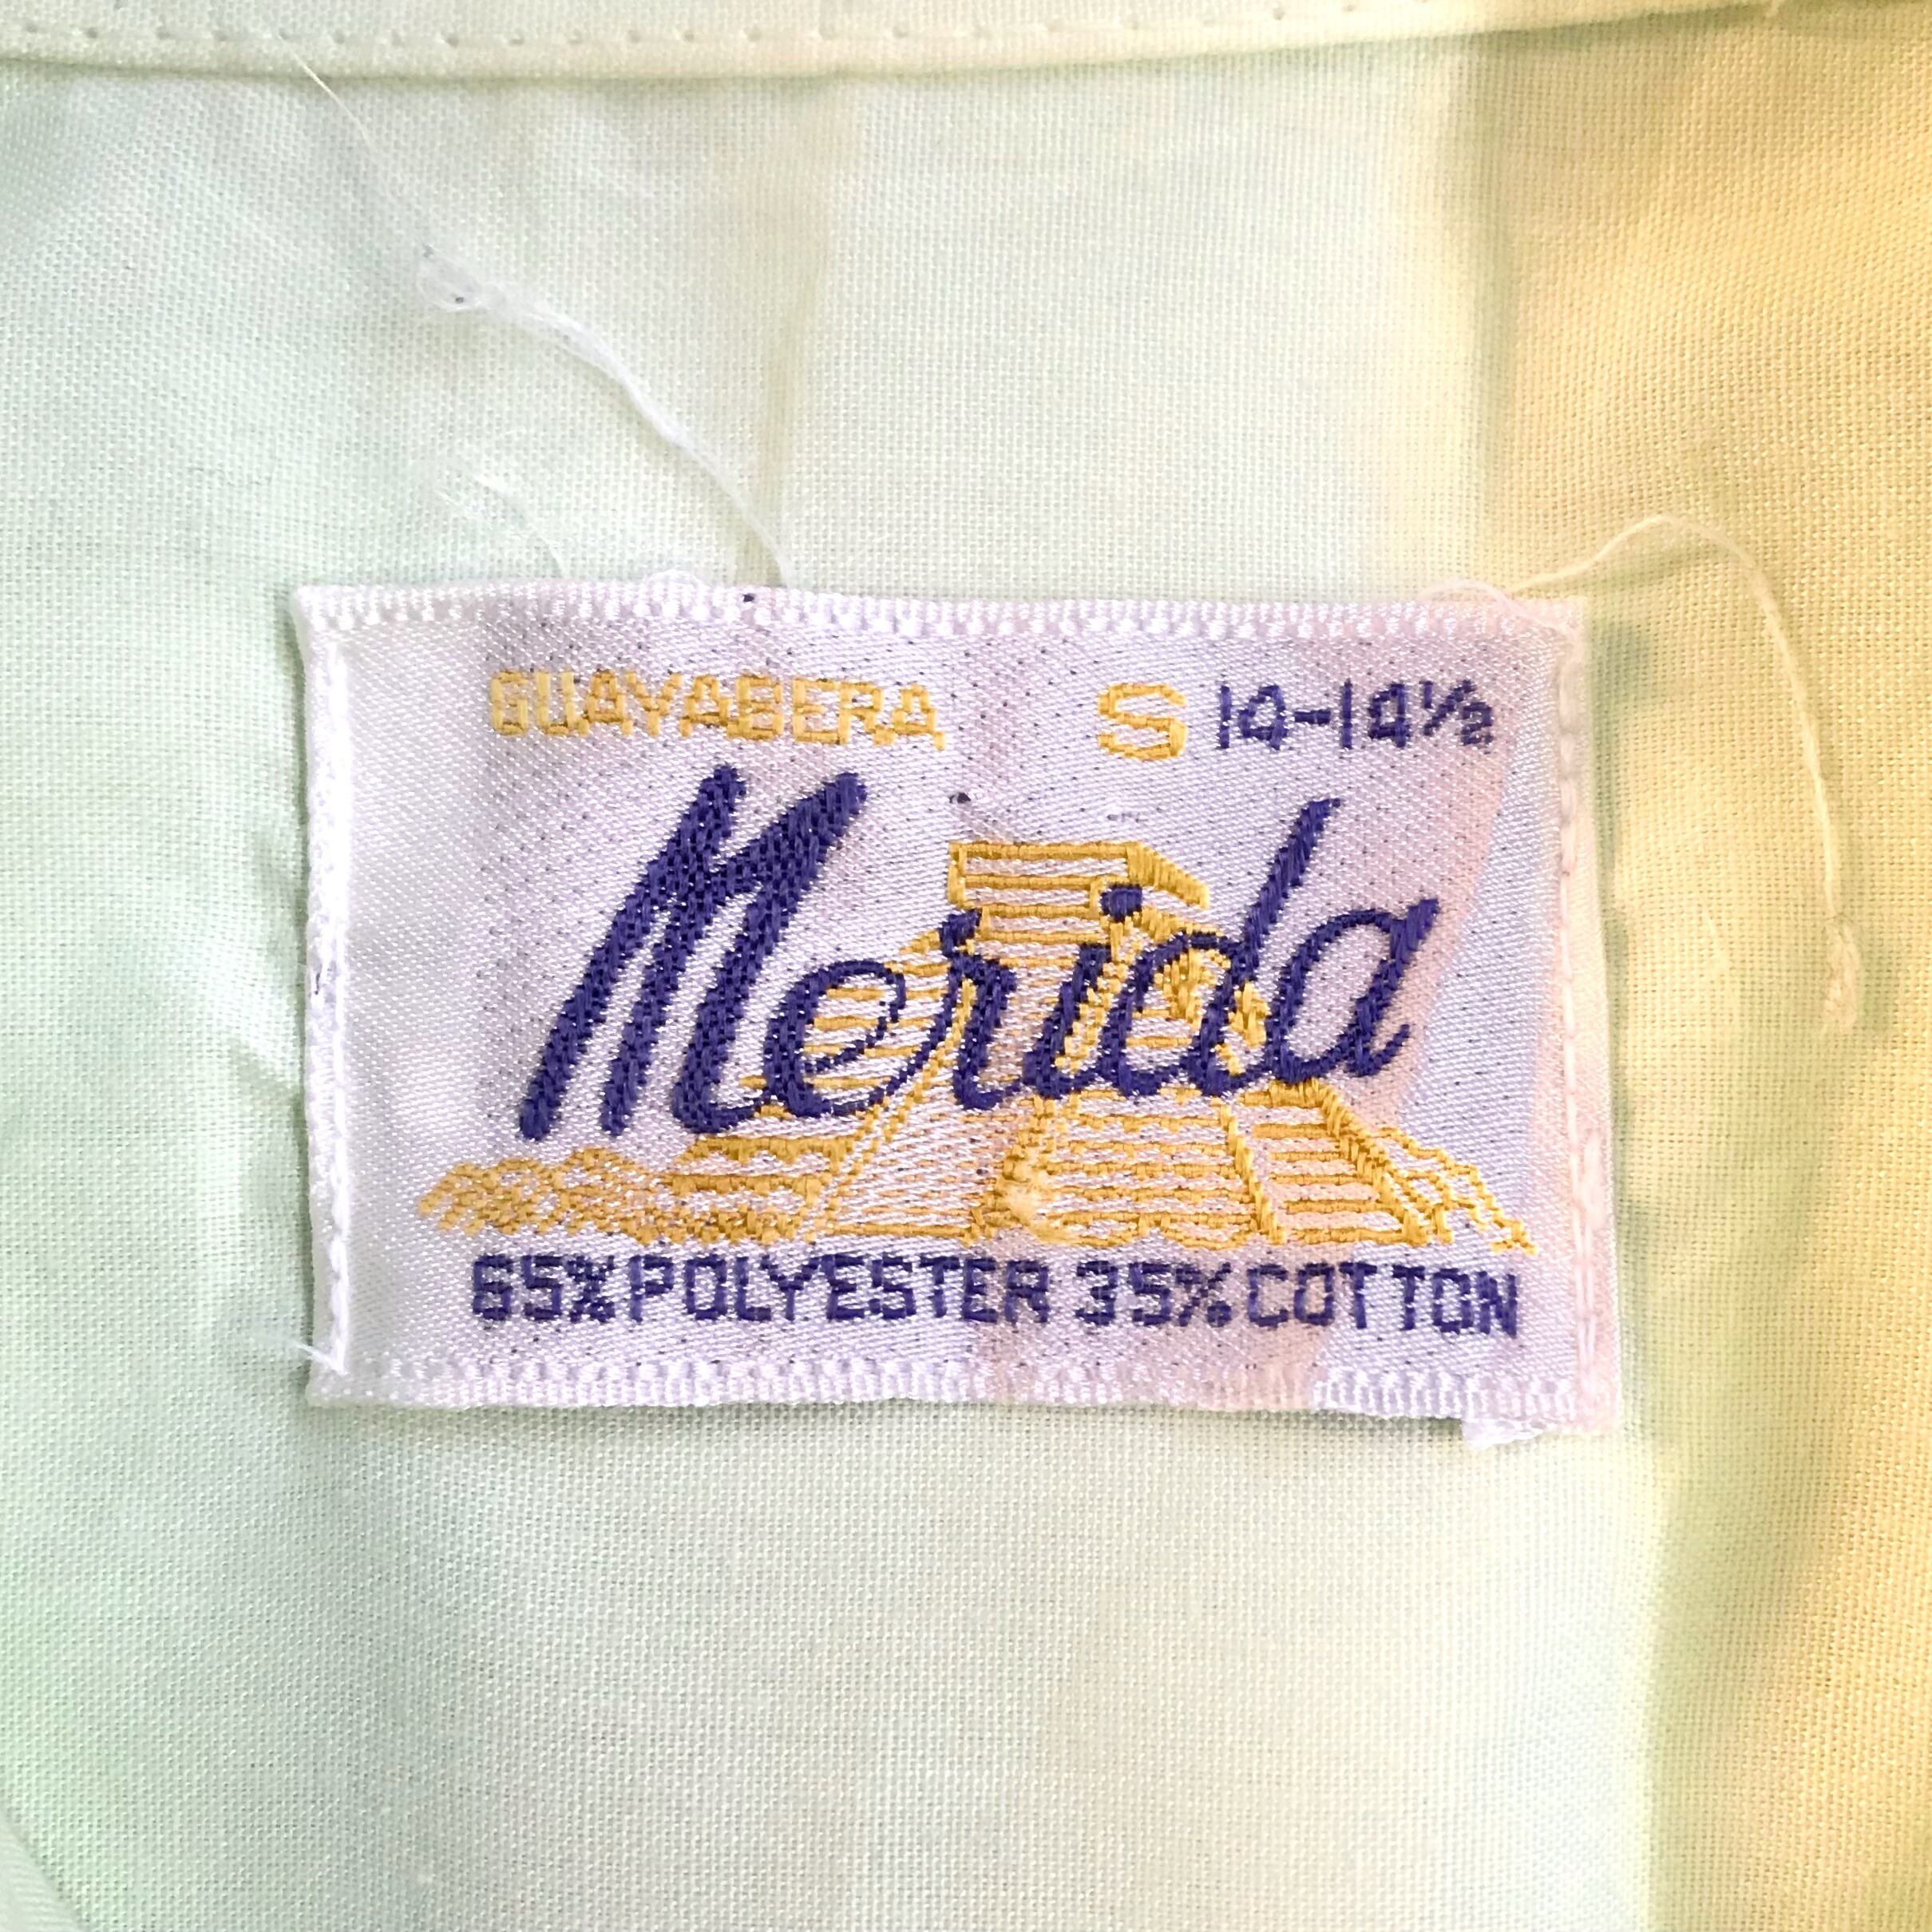 GUAYABERA S 14-14½
Merida
65% POLYESTER 35% COTTON